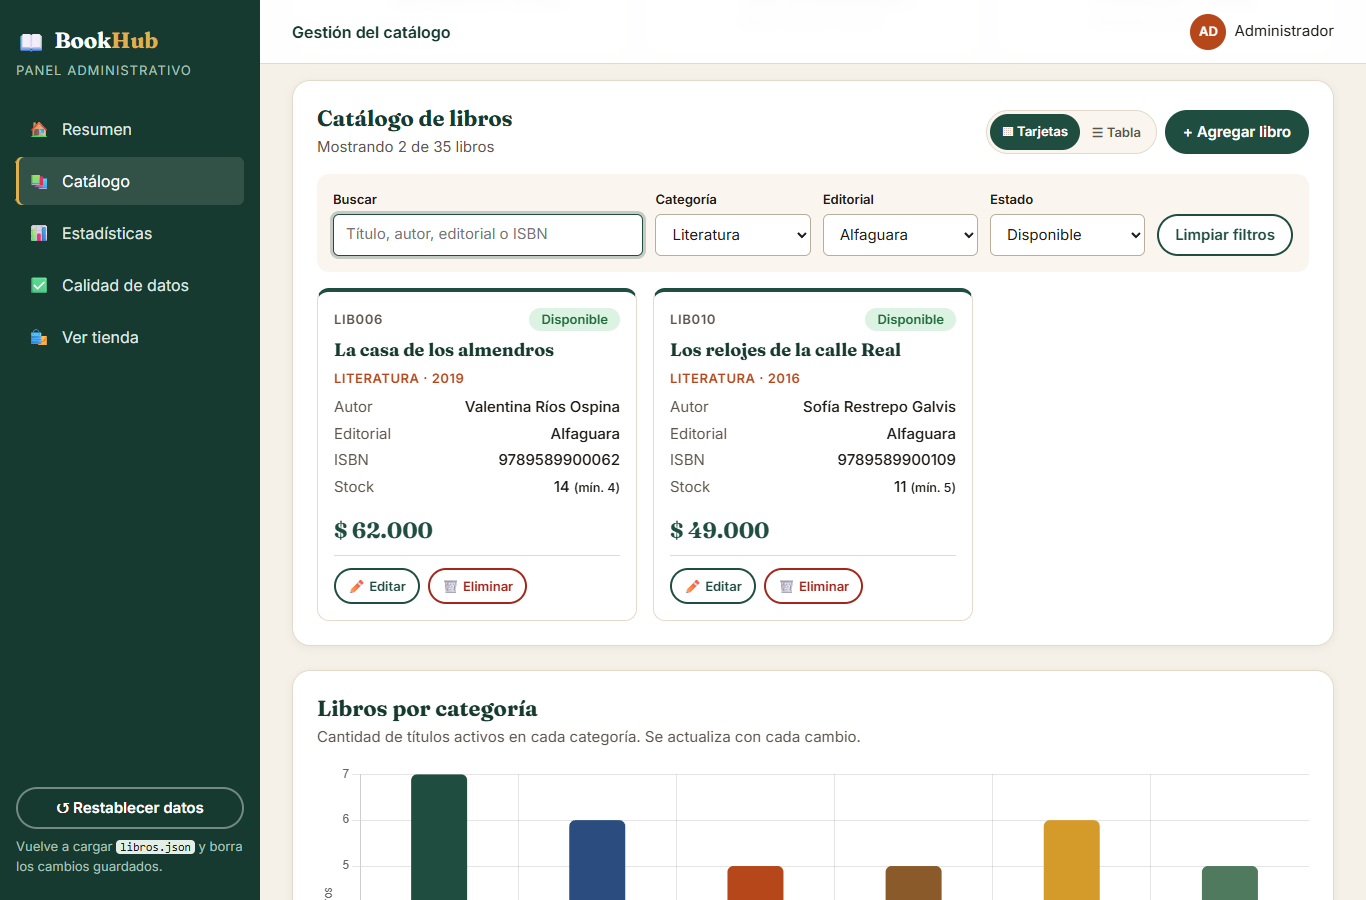 BookHub
PANEL ADMINISTRATIVO
Resumen
Catálogo
Estadísticas
Calidad de datos
Ver tienda
↺ Restablecer datos
Vuelve a cargar libros.json y borra
los cambios guardados.
Gestión del catálogo
AD Administrador
Catálogo de libros
Mostrando 2 de 35 libros
▦ Tarjetas
☰ Tabla
+ Agregar libro
Buscar
Título, autor, editorial o ISBN
Categoría
Literatura
Editorial
Alfaguara
Estado
Disponible
Limpiar filtros
LIB006 Disponible
La casa de los almendros
LITERATURA · 2019
Autor Valentina Ríos Ospina
Editorial Alfaguara
ISBN 9789589900062
Stock 14 (mín. 4)
$ 62.000
Editar
Eliminar
LIB010 Disponible
Los relojes de la calle Real
LITERATURA · 2016
Autor Sofía Restrepo Galvis
Editorial Alfaguara
ISBN 9789589900109
Stock 11 (mín. 5)
$ 49.000
Editar
Eliminar
Libros por categoría
Cantidad de títulos activos en cada categoría. Se actualiza con cada cambio.
7
6
5